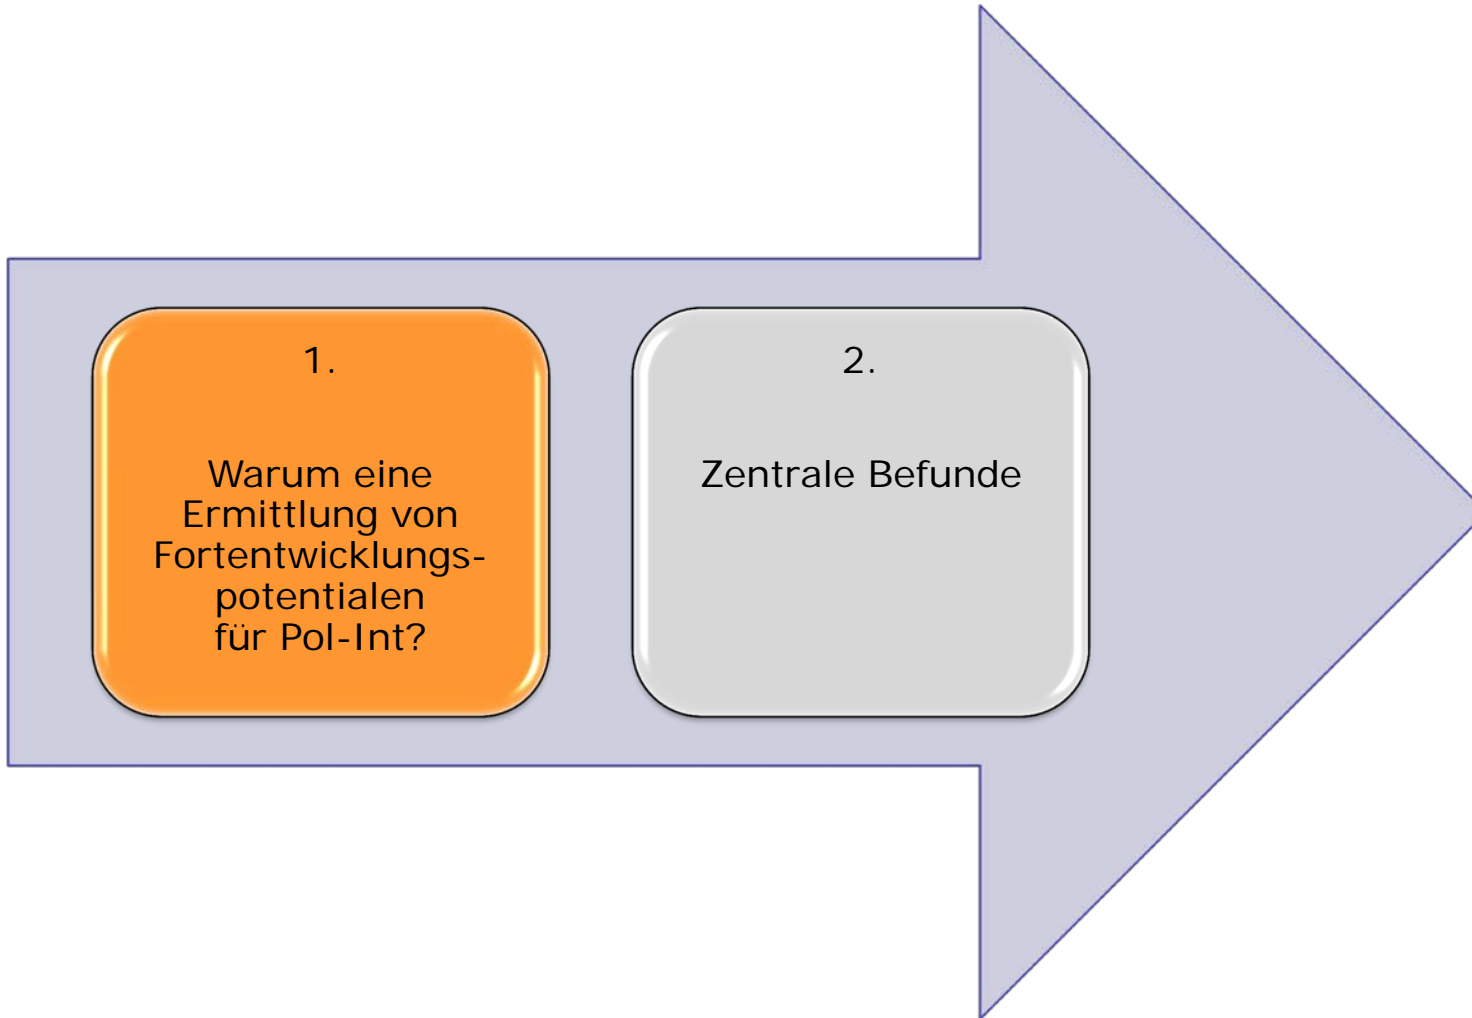 1.
Warum eine
Ermittlung von
Fortentwicklungs-
potentialen
für Pol-Int?
2.
Zentrale Befunde